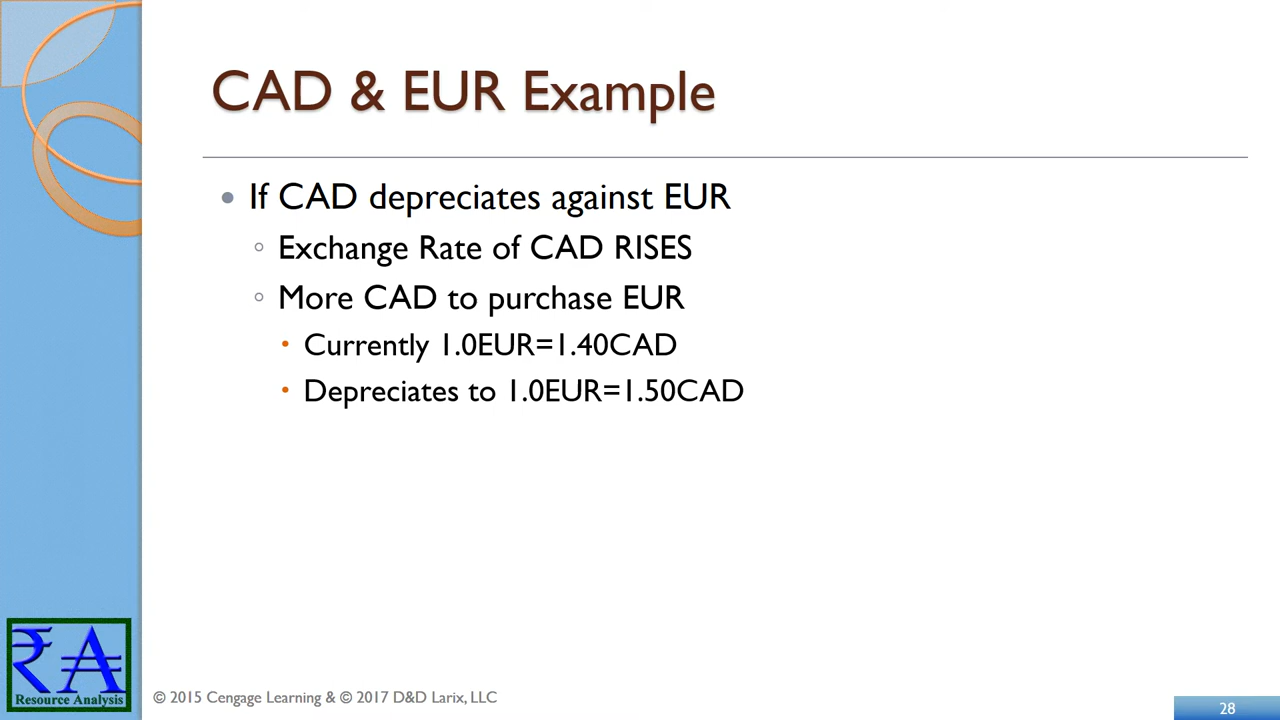 CAD & EUR Example
If CAD depreciates against EUR
Exchange Rate of CAD RISES
More CAD to purchase EUR
Currently 1.0EUR=1.40CAD
Depreciates to 1.0EUR=1.50CAD
₹A
Resource Analysis
© 2015 Cengage Learning & © 2017 D&D Larix, LLC
28